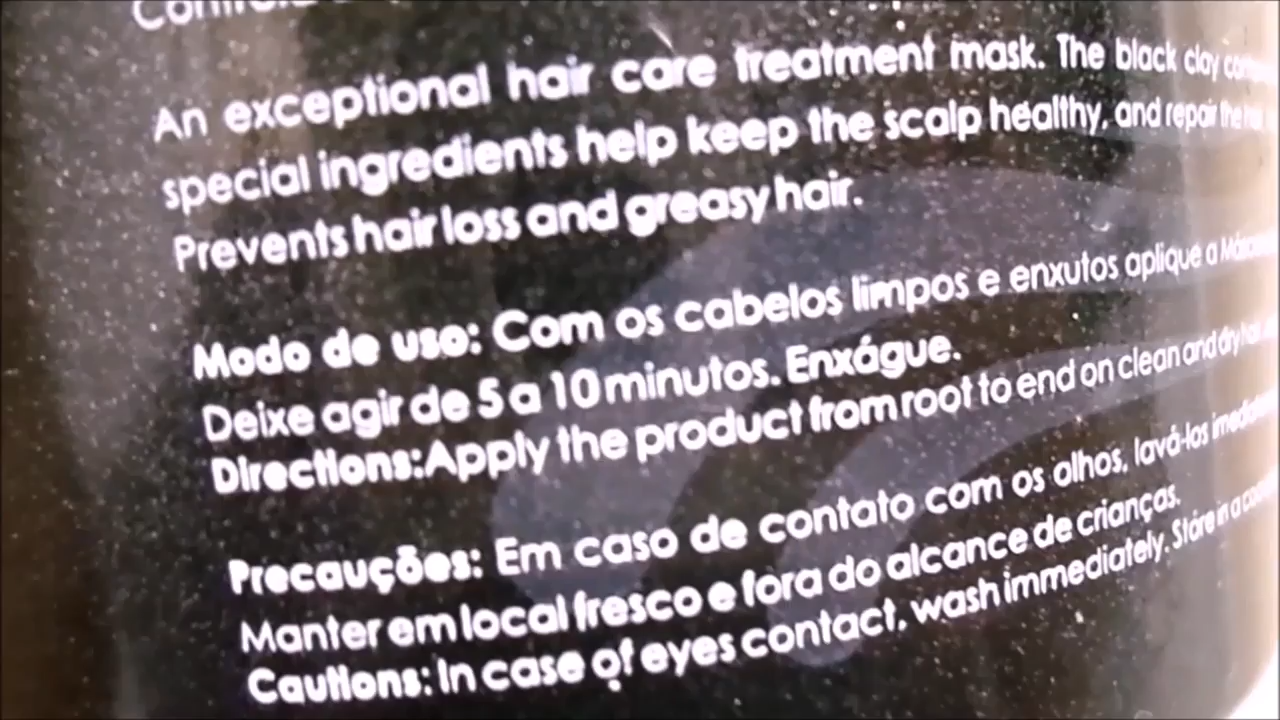 An exceptional hair care treatment mask. The black clay
special ingredients help keep the scalp healthy, and repair the
Prevents hair loss and greasy hair.
Modo de uso: Com os cabelos limpos e enxutos aplique a
Deixe agir de 5 a 10 minutos. Enxágue.
Directions: Apply the product from root to end on clean and dry
Precauções: Em caso de contato com os olhos, lavá-los
Manter em local fresco e fora do alcance de crianças.
Cautions: In case of eyes contact, wash immediately. Store in a